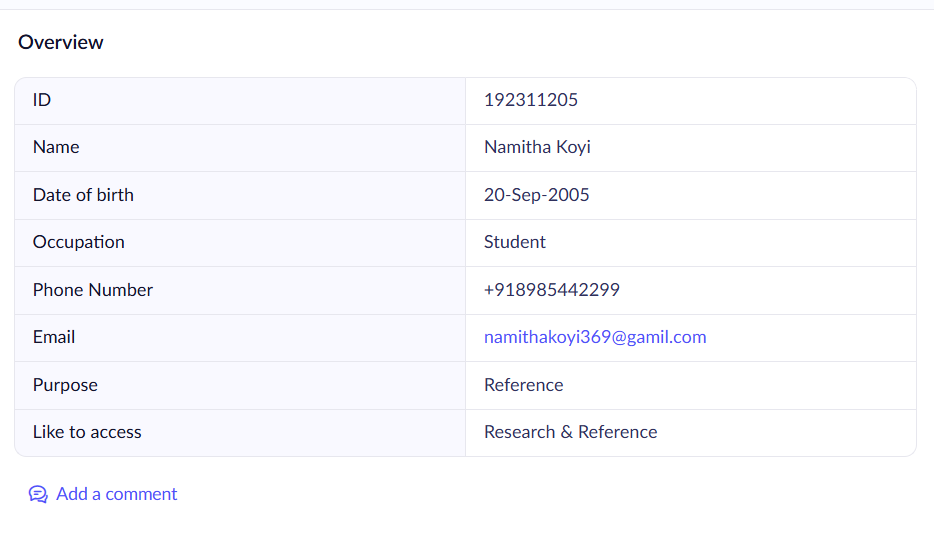 Overview
ID 192311205
Name Namitha Koyi
Date of birth 20-Sep-2005
Occupation Student
Phone Number +918985442299
Email namithakoyi369@gamil.com
Purpose Reference
Like to access Research & Reference
Add a comment